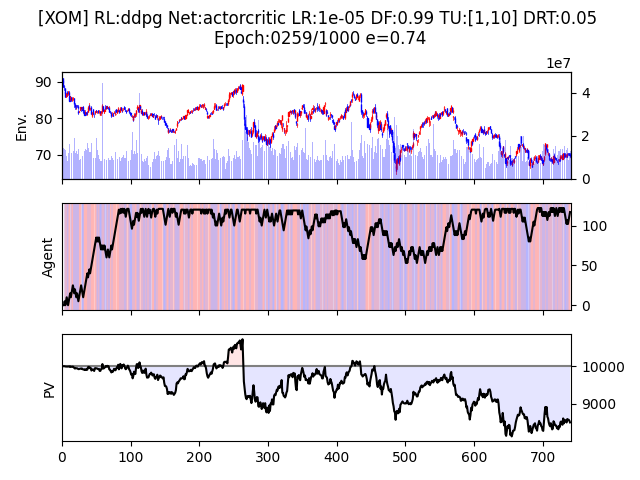 [XOM] RL:ddpg Net:actorcritic LR:1e-05 DF:0.99 TU:[1,10] DRT:0.05
Epoch:0259/1000 e=0.74
1e7
90
80
70
Env.
4
2
0
Agent
100
50
0
PV
10000
9000
0 100 200 300 400 500 600 700